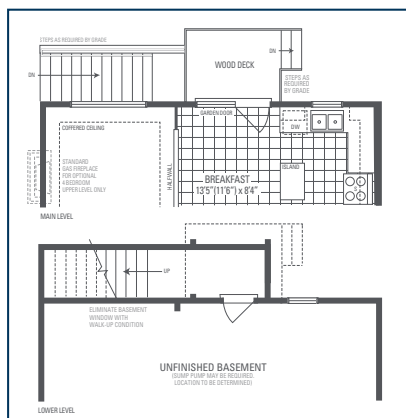 STEPS AS REQUIRED BY GRADE
DN
WOOD DECK
DN
STEPS AS
REQUIRED
BY GRADE
GARDEN DOOR
COFFERED CEILING
DW
STANDARD
GAS FIREPLACE
FOR OPTIONAL
4 BEDROOM
UPPER LEVEL ONLY
HALFWALL
ISLAND
BREAKFAST
13'5"(11'6") x 8'4"
S
MAIN LEVEL
UP
ELIMINATE BASEMENT
WINDOW WITH
WALK-UP CONDITION
UNFINISHED BASEMENT
(SUMP PUMP MAY BE REQUIRED.
LOCATION TO BE DETERMINED)
LOWER LEVEL